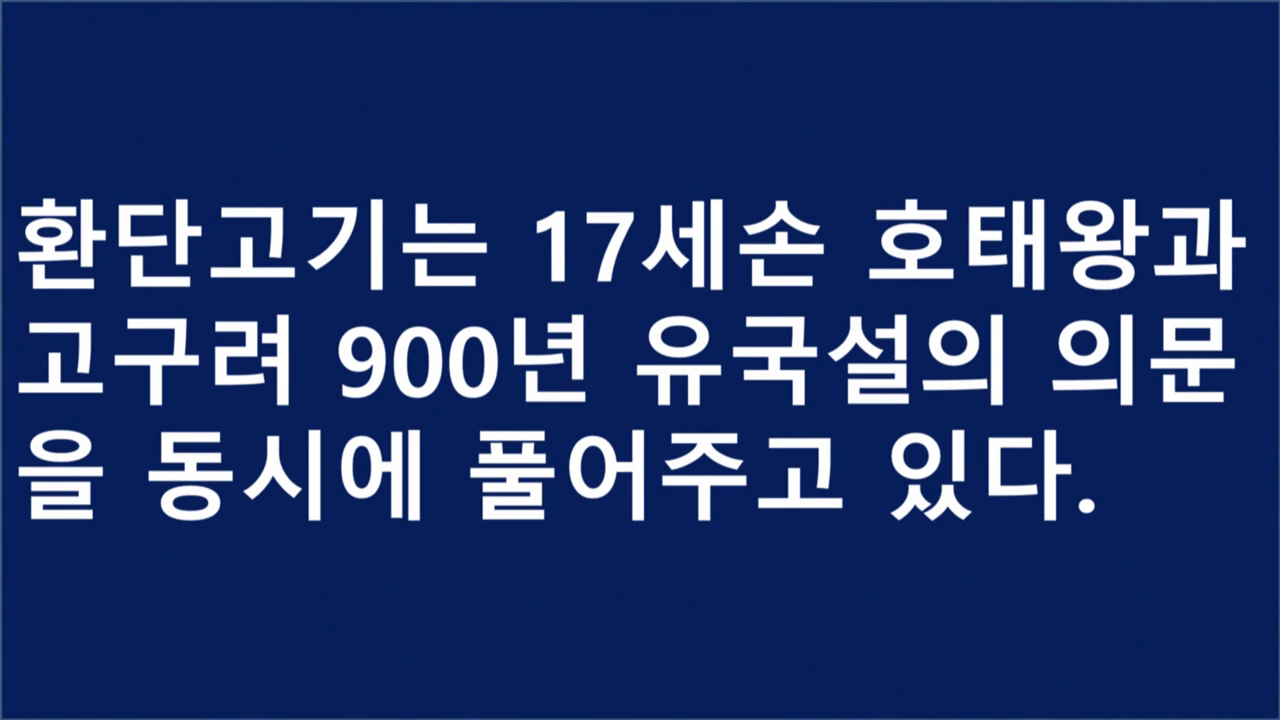 환단고기는 17세손 호태왕과
고구려 900년 유국설의 의문
을 동시에 풀어주고 있다.